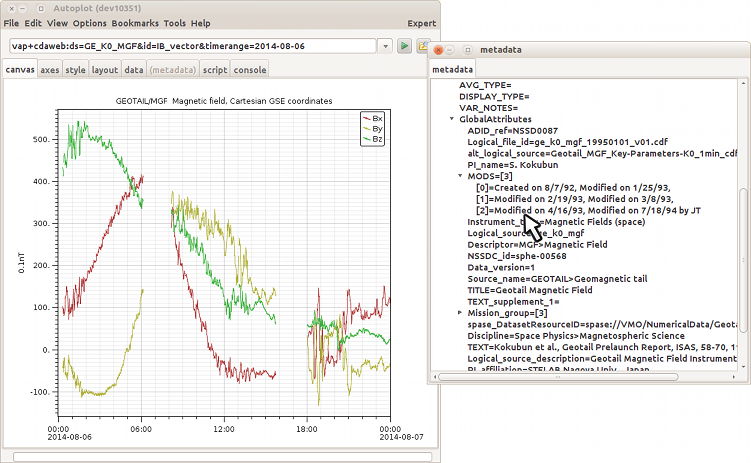 Autoplot (dev10351)
File Edit View Options Bookmarks Tools Help Expert
vap+cdaweb:ds=GE_K0_MGF&id=IB_vector&timerange=2014-08-06
canvas axes style layout data (metadata) script console
GEOTAIL/MGF Magnetic field, Cartesian GSE coordinates
Bx
By
Bz
500.
400.
300.
200.
100.
0.
-100.
0.1nT
00:00 06:00 12:00 18:00 00:00
2014-08-06 2014-08-07
metadata
metadata
AVG_TYPE=
DISPLAY_TYPE=
VAR_NOTES=
GlobalAttributes
ADID_ref=NSSD0087
Logical_file_id=ge_k0_mgf_19950101_v01.cdf
alt_logical_source=Geotail_MGF_Key-Parameters-K0_1min_cdf
PI_name=S. Kokubun
MODS=[3]
[0]=Created on 8/7/92, Modified on 1/25/93,
[1]=Modified on 2/19/93, Modified on 3/8/93,
[2]=Modified on 4/16/93, Modified on 7/18/94 by JT
Instrument_ =Magnetic Fields (space)
Logical_sour ge_k0_mgf
Descriptor=MGF>Magnetic Field
NSSDC_id=sphe-00568
Data_version=1
Source_name=GEOTAIL>Geomagnetic tail
TITLE=Geotail Magnetic Field
TEXT_supplement_1=
Mission_group=[3]
spase_DatasetResourceID=spase://VMO/NumericalData/Geota
Discipline=Space Physics>Magnetospheric Science
TEXT=Kokubun et al., Geotail Prelaunch Report, ISAS, 58-70, 1
Logical_source_description=Geotail Magnetic Field Instrument
PI_affiliation=STELAB Nagoya Univ., Japan